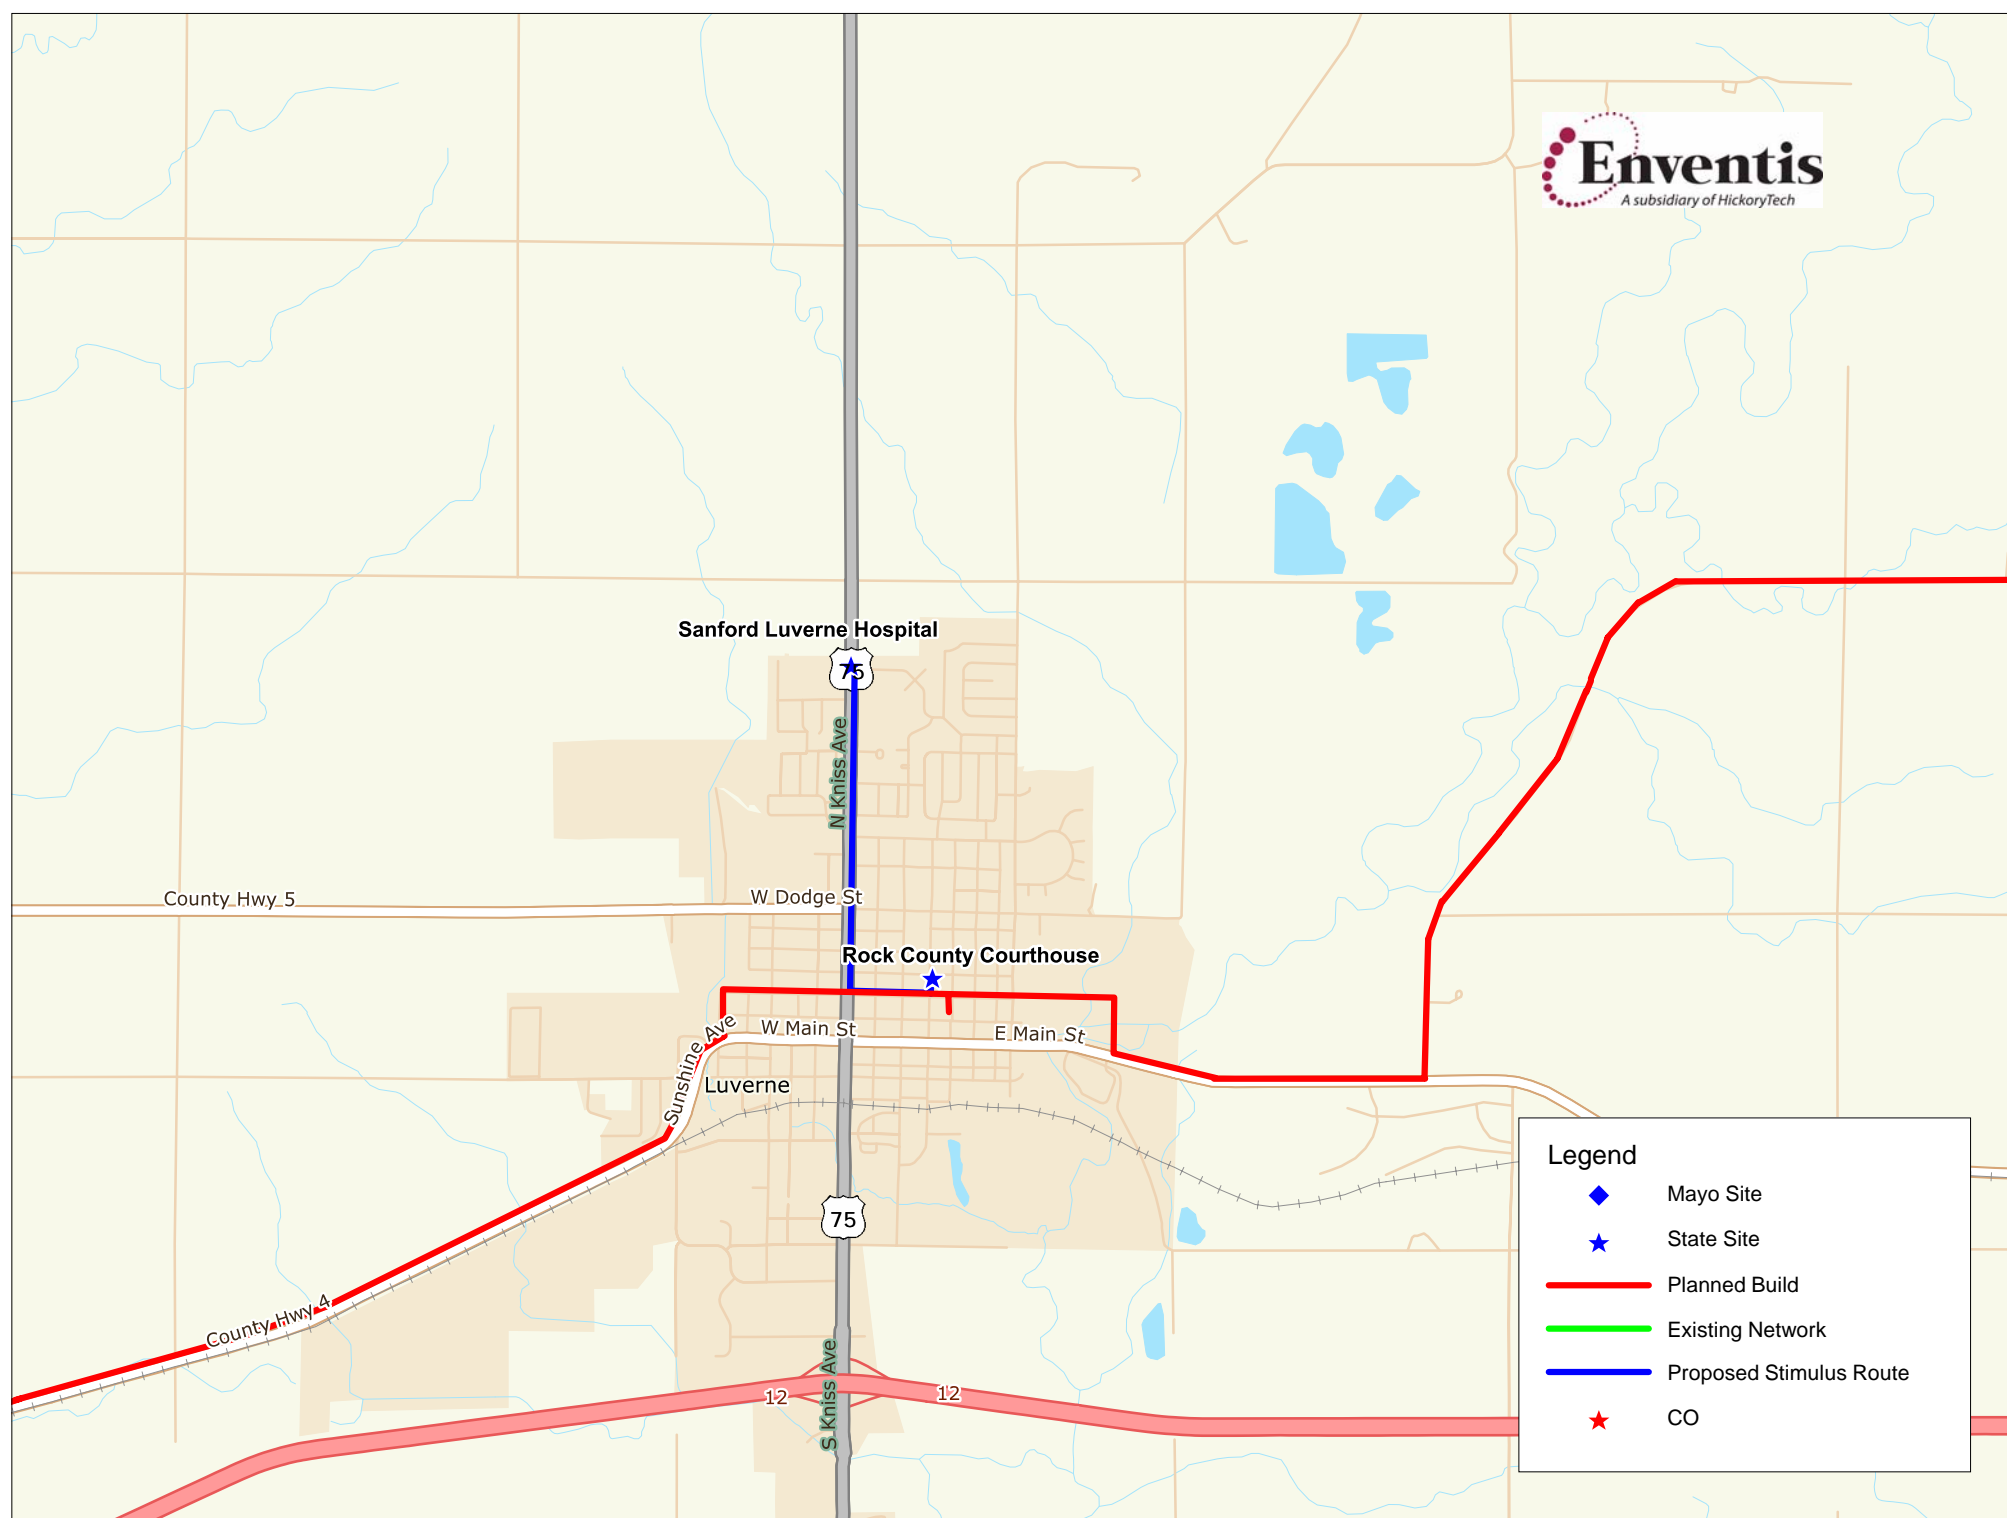 Enventis
A subsidiary of HickoryTech
Sanford Luverne Hospital
75
N Kniss Ave
County Hwy 5
W Dodge St
Rock County Courthouse
Sunshine Ave
W Main St
E Main St
Luverne
75
County Hwy 4
S Kniss Ave
12
12
Legend
Mayo Site
State Site
Planned Build
Existing Network
Proposed Stimulus Route
CO